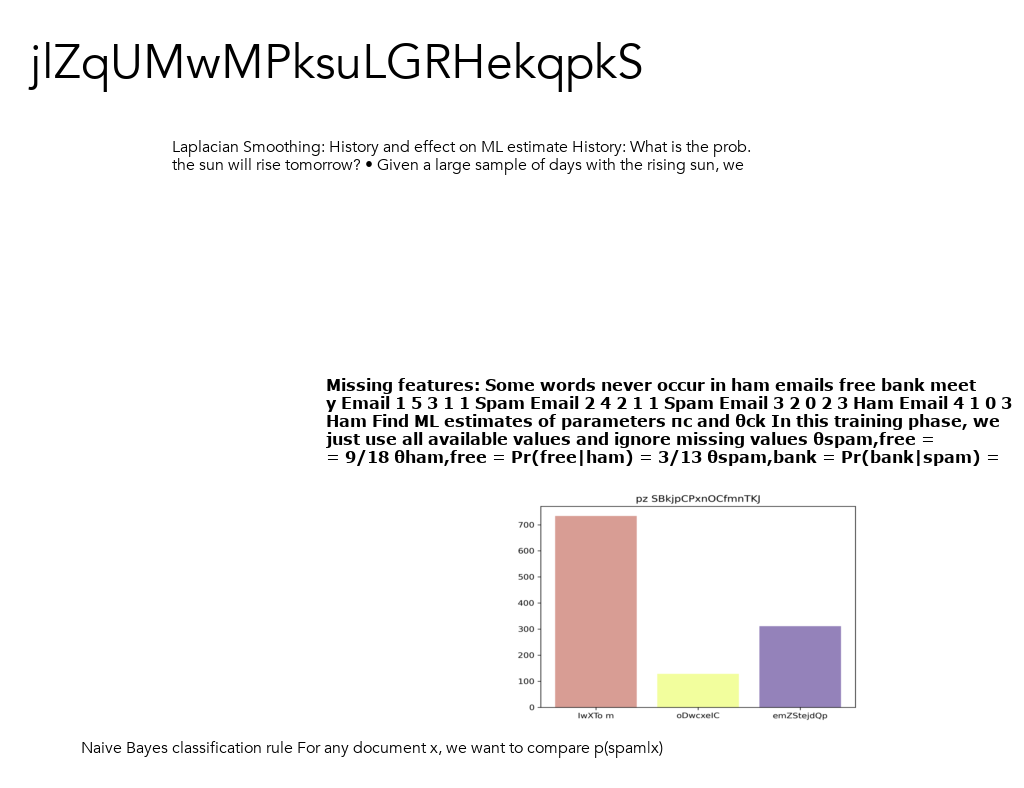 jlZqUMwMPksuLGRHekqpkS
Laplacian Smoothing: History and effect on ML estimate History: What is the prob.
the sun will rise tomorrow? • Given a large sample of days with the rising sun, we
Missing features: Some words never occur in ham emails free bank meet
y Email 1 5 3 1 1 Spam Email 2 4 2 1 1 Spam Email 3 2 0 2 3 Ham Email 4 1 0 3
Ham Find ML estimates of parameters πc and θck In this training phase, we
just use all available values and ignore missing values θspam,free =
= 9/18 θham,free = Pr(free|ham) = 3/13 θspam,bank = Pr(bank|spam) =
pz SBkjpCPxnOCfmnTKJ
700
600
500
400
300
200
100
0
IwXTo m oDwcxeIC emZStejdQp
Naive Bayes classification rule For any document x, we want to compare p(spamlx)